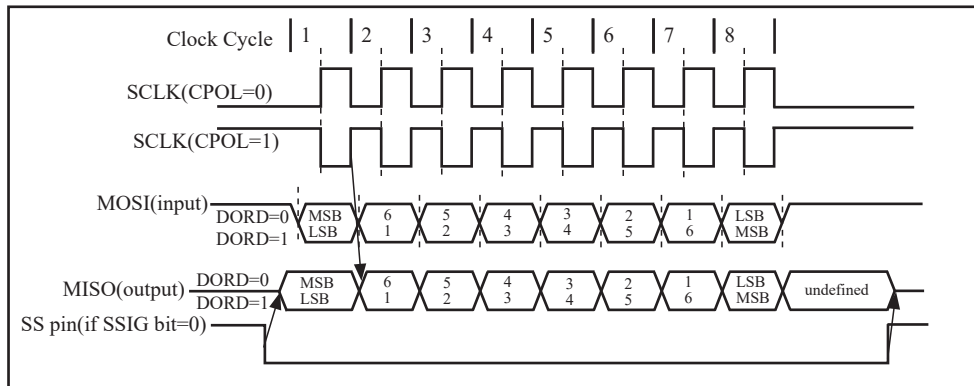 Clock Cycle 1 2 3 4 5 6 7 8
SCLK(CPOL=0)
SCLK(CPOL=1)
MOSI(input)
DORD=0 MSB 6 5 4 3 2 1 LSB
DORD=1 LSB 1 2 3 4 5 6 MSB
MISO(output)
DORD=0 MSB 6 5 4 3 2 1 LSB undefined
DORD=1 LSB 1 2 3 4 5 6 MSB
SS pin(if SSIG bit=0)